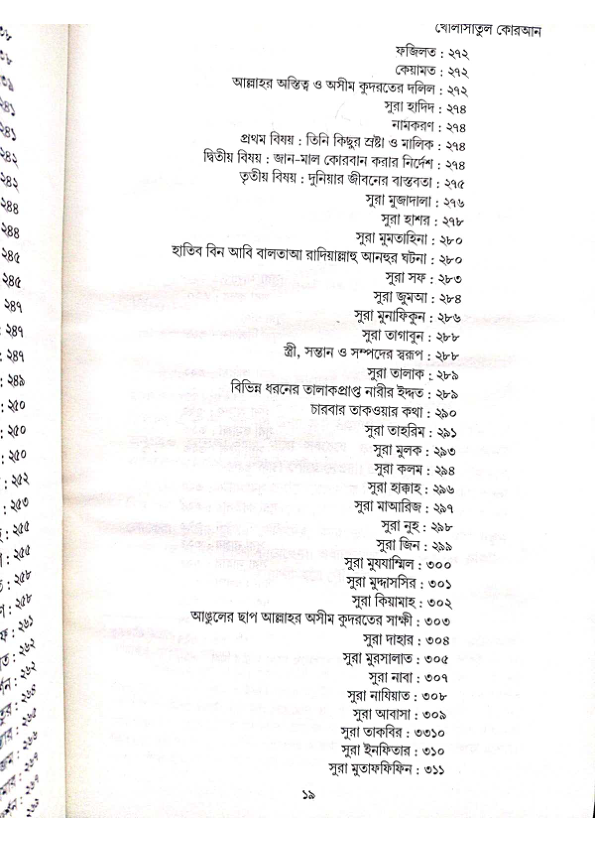 খোলাসাতুল কোরআন
ফজিলত : ২৭২
কেয়ামত : ২৭২
আল্লাহর অস্তিত্ব ও অসীম কুদরতের দলিল : ২৭২
সুরা হাদিদ : ২৭৪
নামকরণ : ২৭৪
প্রথম বিষয় : তিনি কিছুর স্রষ্টা ও মালিক : ২৭৪
দ্বিতীয় বিষয় : জান-মাল কোরবান করার নির্দেশ : ২৭৪
তৃতীয় বিষয় : দুনিয়ার জীবনের বাস্তবতা : ২৭৫
সুরা মুজাদালা : ২৭৬
সুরা হাশর : ২৭৮
সুরা মুমতাহিনা : ২৮০
হাতিব বিন আবি বালতাআ রাদিয়াল্লাহু আনহুর ঘটনা : ২৮০
সুরা সফ : ২৮৩
সুরা জুমআ : ২৮৪
সুরা মুনাফিকুন : ২৮৬
সুরা তাগাবুন : ২৮৮
স্ত্রী, সন্তান ও সম্পদের স্বরূপ : ২৮৮
সুরা তালাক : ২৮৯
বিভিন্ন ধরনের তালাকপ্রাপ্ত নারীর ইদ্দত : ২৮৯
চারবার তাকওয়ার কথা : ২৯০
সুরা তাহরিম : ২৯১
সুরা মুলক : ২৯৩
সুরা কলম : ২৯৪
সুরা হাক্কাহ : ২৯৬
সুরা মাআরিজ : ২৯৭
সুরা নুহ : ২৯৮
সুরা জিন : ২৯৯
সুরা মুযযাম্মিল : ৩০০
সুরা মুদ্দাসসির : ৩০১
সুরা কিয়ামাহ : ৩০২
আঙুলের ছাপ আল্লাহর অসীম কুদরতের সাক্ষী : ৩০৩
সুরা দাহার : ৩০৪
সুরা মুরসালাত : ৩০৫
সুরা নাবা : ৩০৭
সুরা নাযিয়াত : ৩০৮
সুরা আবাসা : ৩০৯
সুরা তাকবির : ৩৩১০
সুরা ইনফিতার : ৩১০
সুরা মুতাফফিফিন : ৩১১
১৯